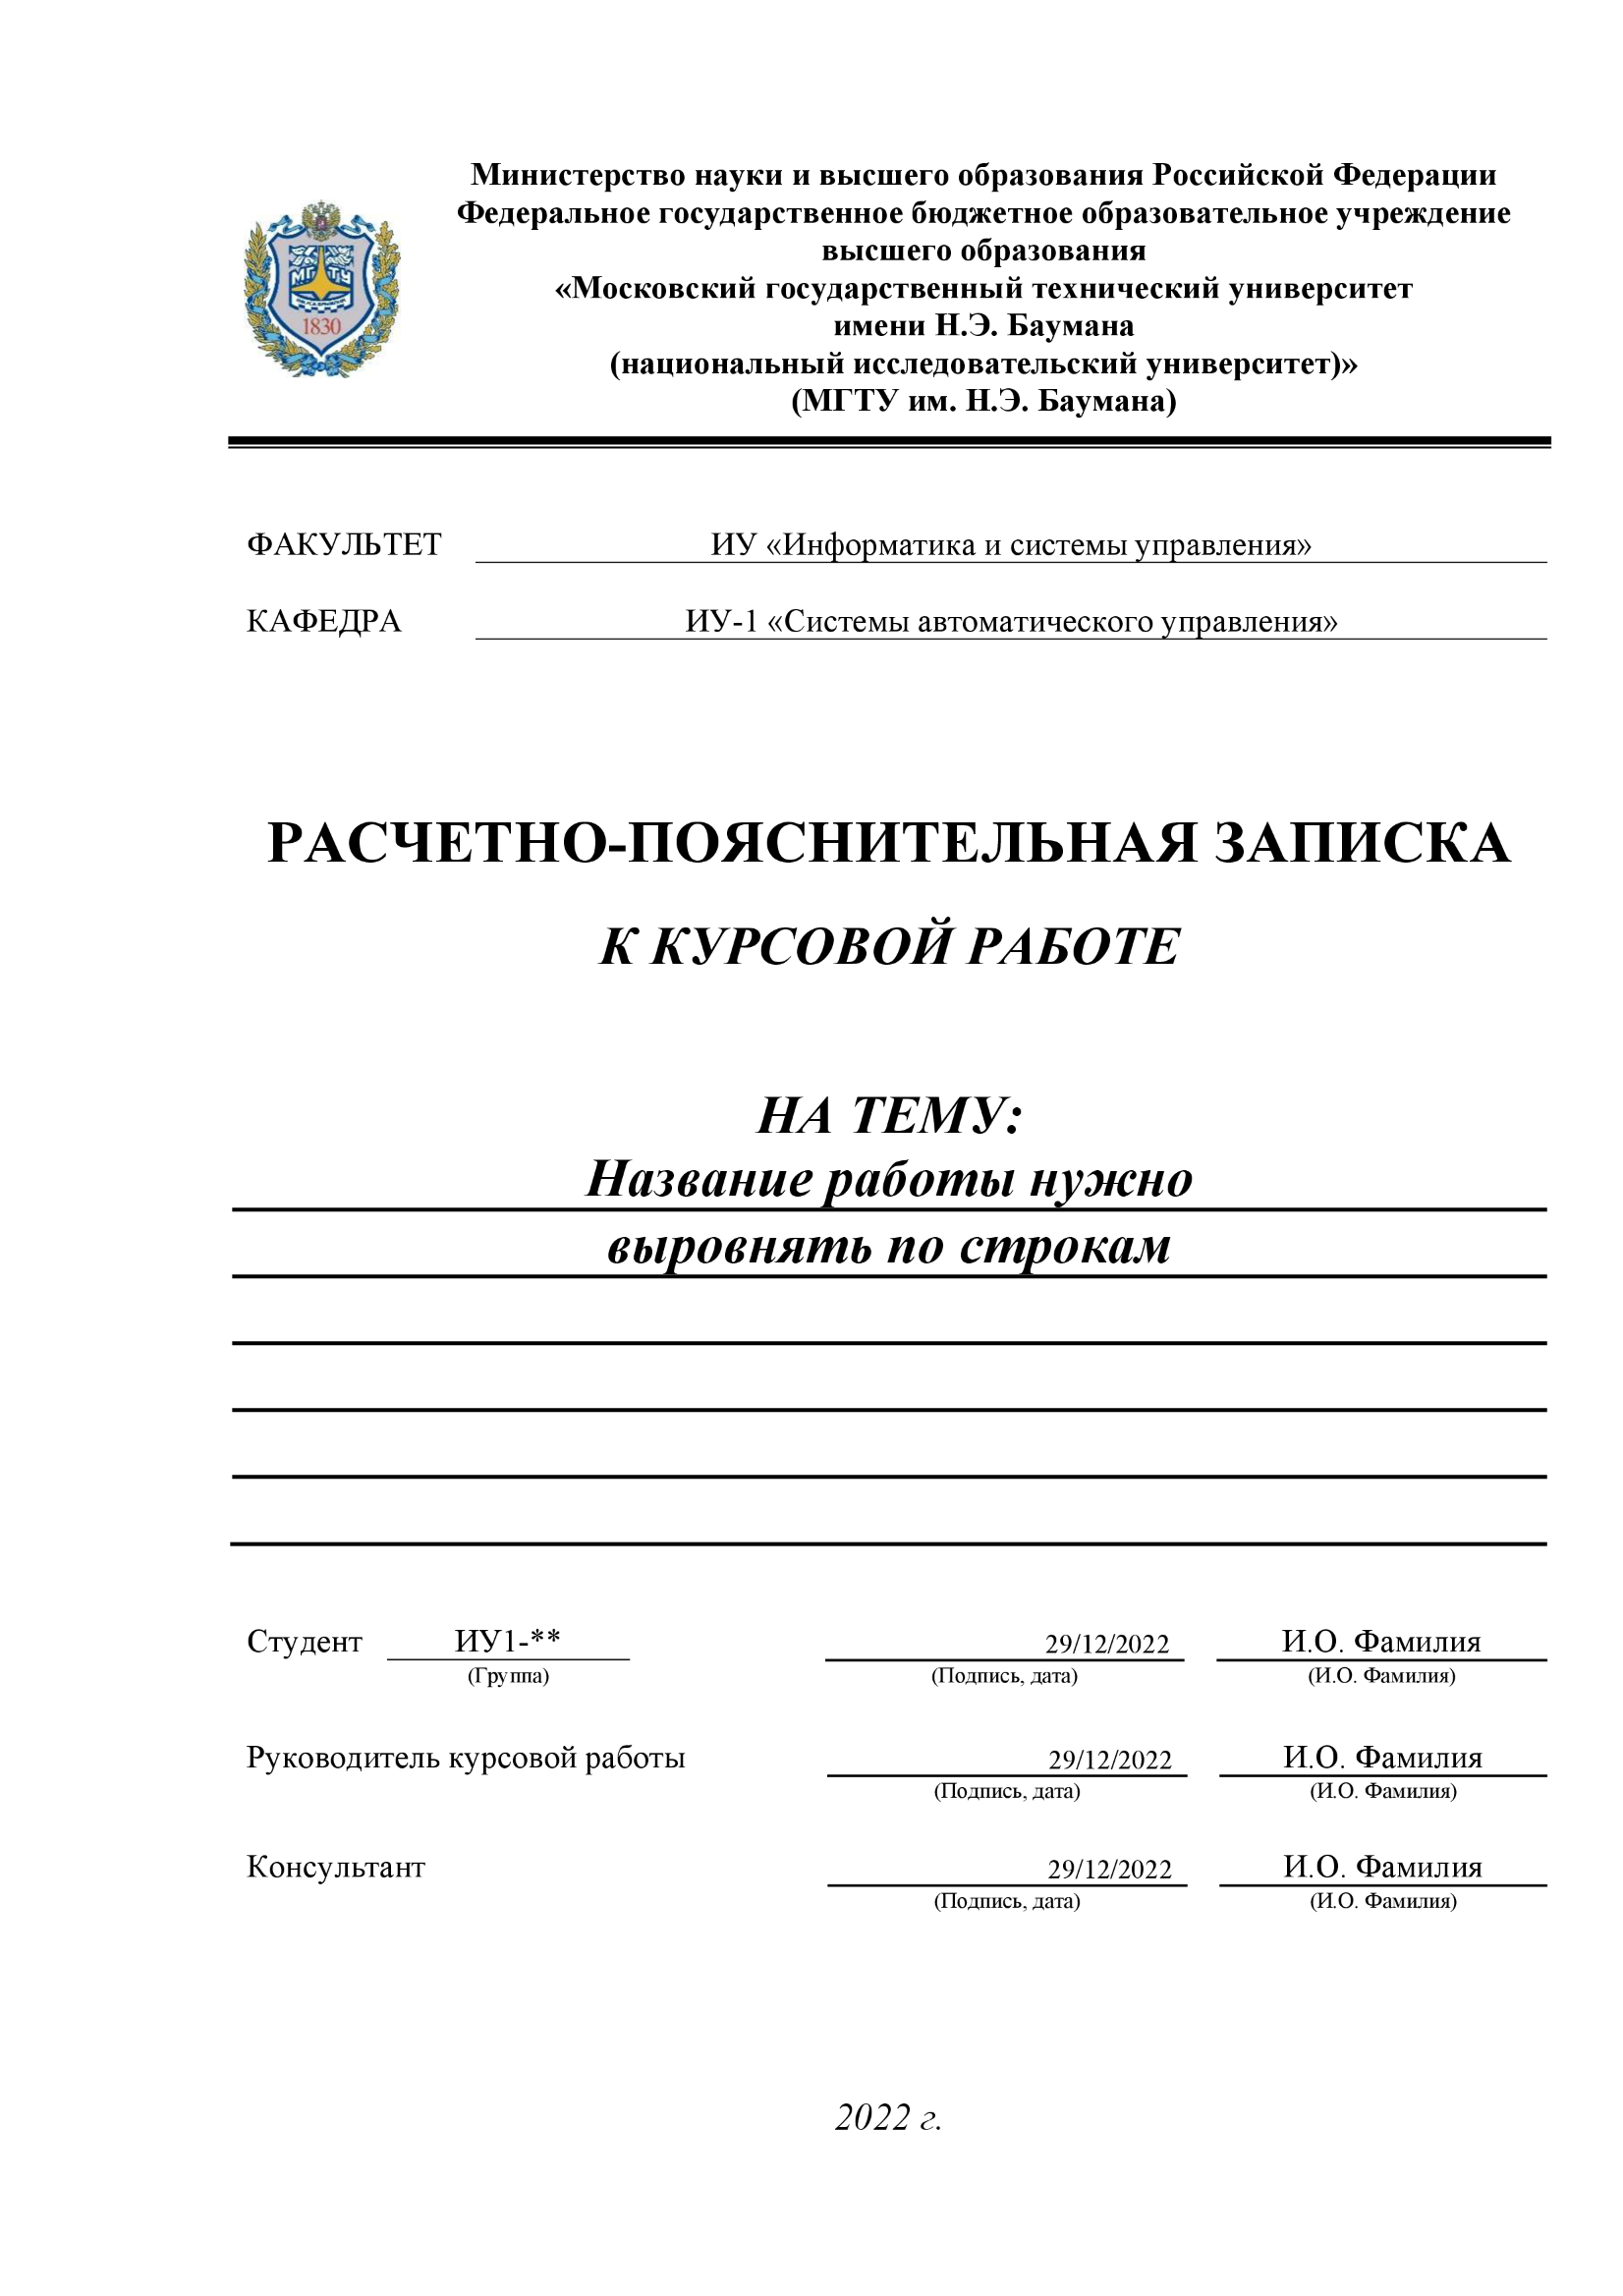 Министерство науки и высшего образования Российской Федерации
Федеральное государственное бюджетное образовательное учреждение
высшего образования
«Московский государственный технический университет
имени Н.Э. Баумана
(национальный исследовательский университет)»
(МГТУ им. Н.Э. Баумана)
МГТУ
1830
ФАКУЛЬТЕТ ИУ «Информатика и системы управления»
КАФЕДРА ИУ-1 «Системы автоматического управления»
РАСЧЕТНО-ПОЯСНИТЕЛЬНАЯ ЗАПИСКА
К КУРСОВОЙ РАБОТЕ
НА ТЕМУ:
Название работы нужно
выровнять по строкам
Студент ИУ1-** 29/12/2022 И.О. Фамилия
(Группа) (Подпись, дата) (И.О. Фамилия)
Руководитель курсовой работы 29/12/2022 И.О. Фамилия
(Подпись, дата) (И.О. Фамилия)
Консультант 29/12/2022 И.О. Фамилия
(Подпись, дата) (И.О. Фамилия)
2022 г.